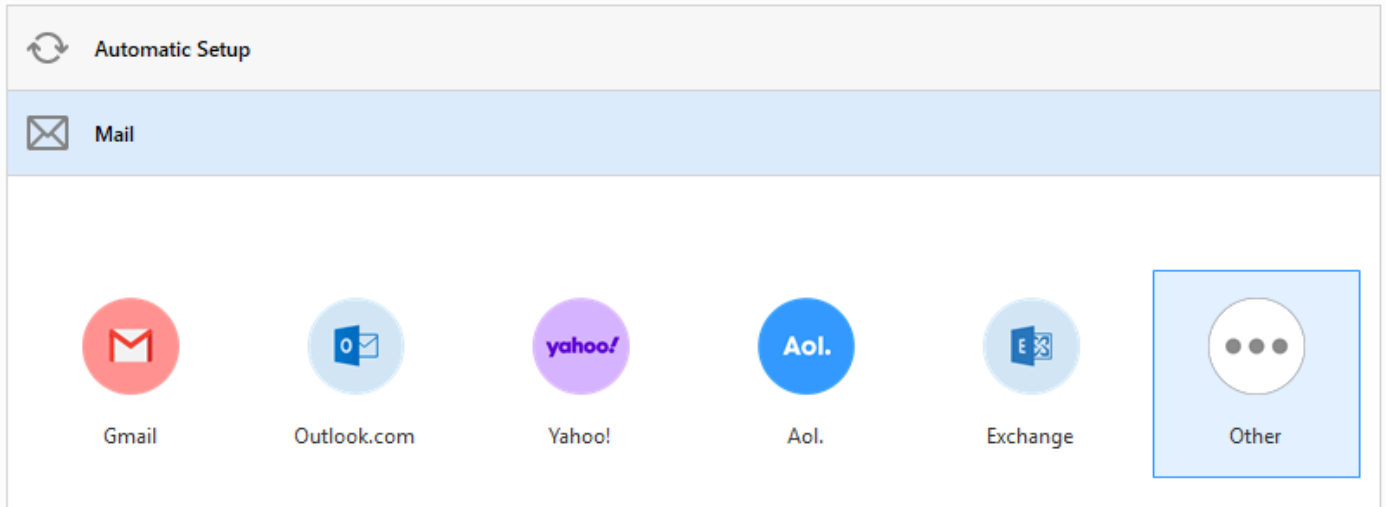 Automatic Setup
Mail
yahoo!
Aol.
Gmail
Outlook.com
Yahoo!
Aol.
Exchange
Other